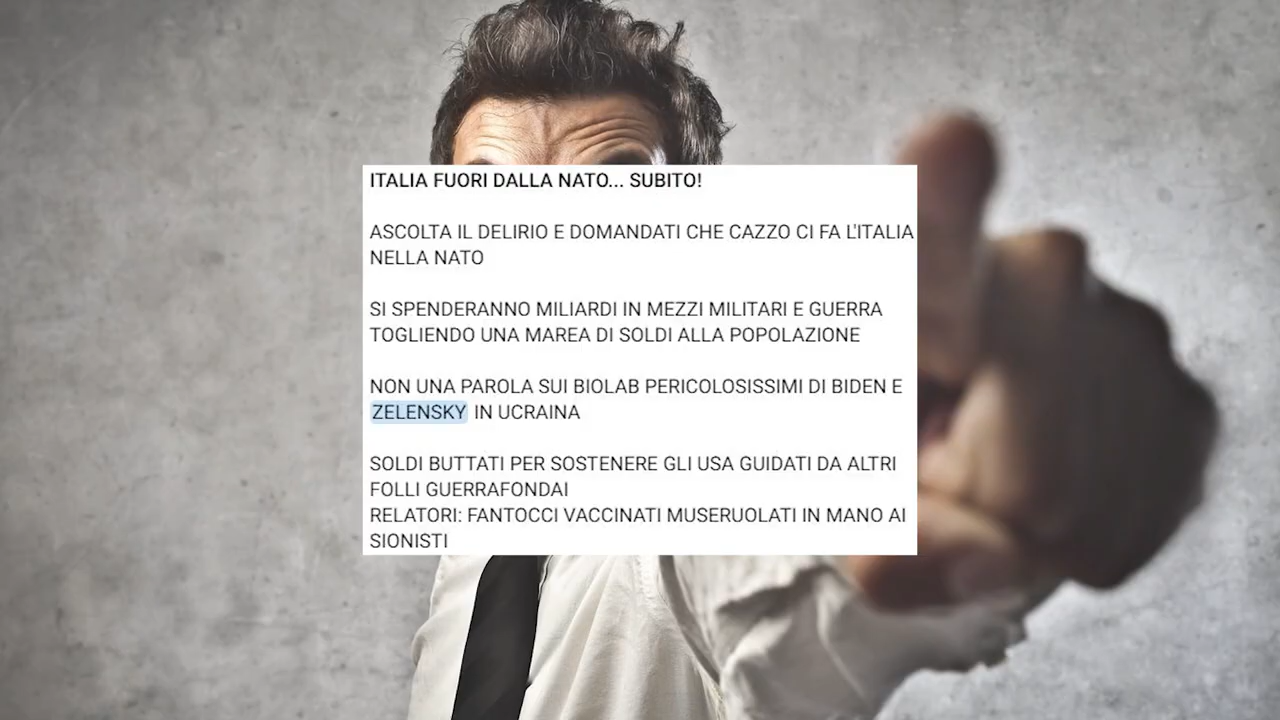 ITALIA FUORI DALLA NATO... SUBITO!
ASCOLTA IL DELIRIO E DOMANDATI CHE CAZZO CI FA L'ITALIA
NELLA NATO
SI SPENDERANNO MILIARDI IN MEZZI MILITARI E GUERRA
TOGLIENDO UNA MAREA DI SOLDI ALLA POPOLAZIONE
NON UNA PAROLA SUI BIOLAB PERICOLOSISSIMI DI BIDEN E
ZELENSKY IN UCRAINA
SOLDI BUTTATI PER SOSTENERE GLI USA GUIDATI DA ALTRI
FOLLI GUERRAFONDAI
RELATORI: FANTOCCI VACCINATI MUSERUOLATI IN MANO AI
SIONISTI